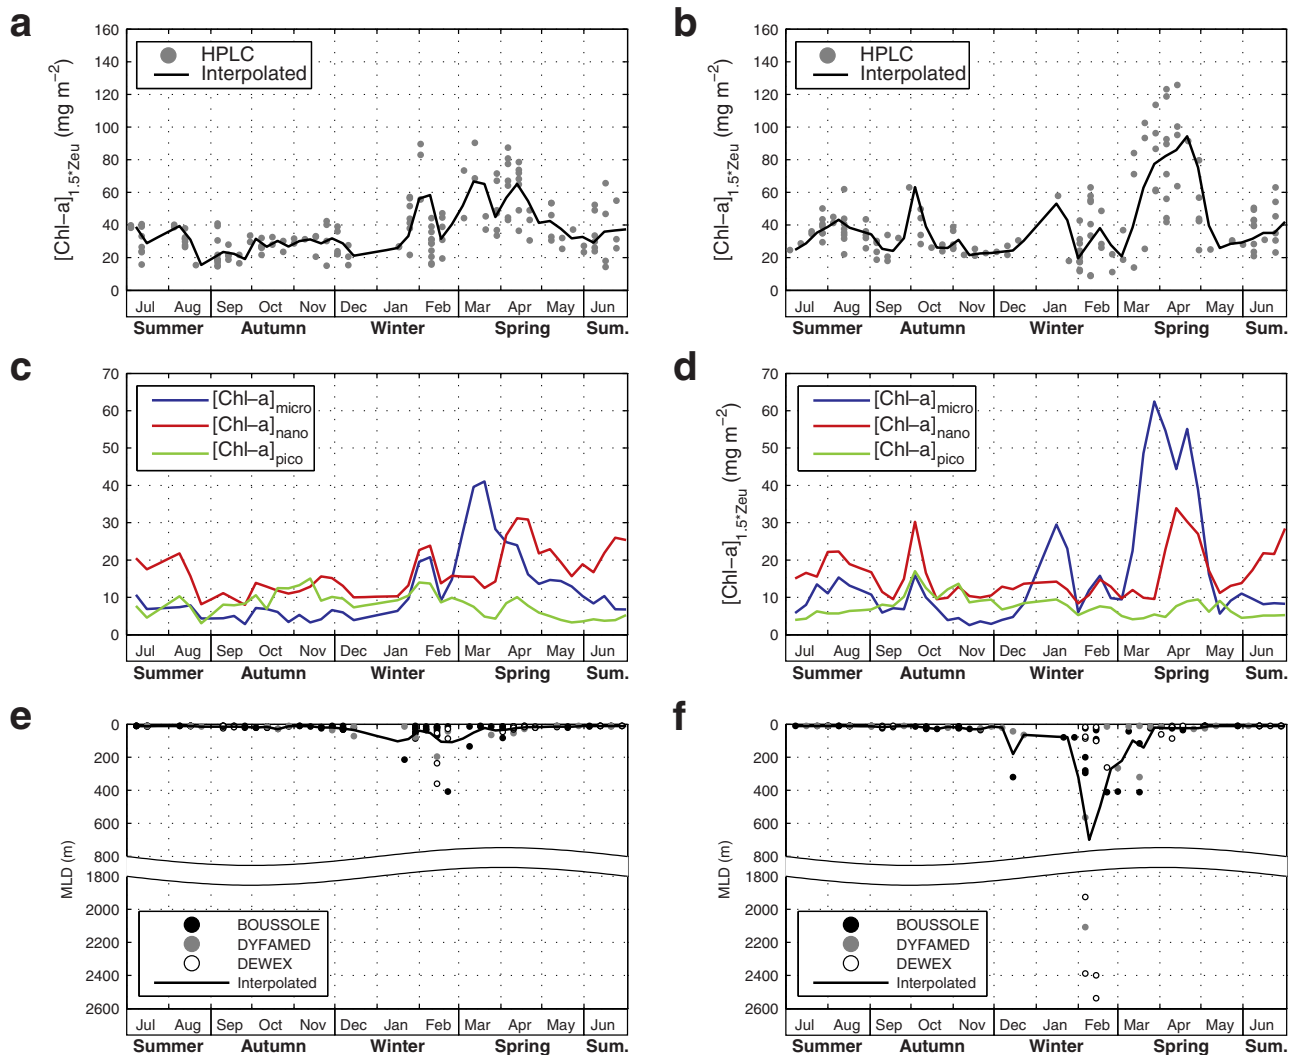 a
160
140
120
100
80
60
40
20
0
[Chl–a]1.5*Zeu (mg m−2)
HPLC
Interpolated
Jul Aug Sep Oct Nov Dec Jan Feb Mar Apr May Jun
Summer Autumn Winter Spring Sum.
b
160
140
120
100
80
60
40
20
0
[Chl–a]1.5*Zeu (mg m−2)
HPLC
Interpolated
Jul Aug Sep Oct Nov Dec Jan Feb Mar Apr May Jun
Summer Autumn Winter Spring Sum.
c
70
60
50
40
30
20
10
0
[Chl–a]micro
[Chl–a]nano
[Chl–a]pico
Jul Aug Sep Oct Nov Dec Jan Feb Mar Apr May Jun
Summer Autumn Winter Spring Sum.
d
70
60
50
40
30
20
10
0
[Chl–a]1.5*Zeu (mg m−2)
[Chl–a]micro
[Chl–a]nano
[Chl–a]pico
Jul Aug Sep Oct Nov Dec Jan Feb Mar Apr May Jun
Summer Autumn Winter Spring Sum.
e
0
200
400
600
800
1800
2000
2200
2400
2600
MLD (m)
BOUSSOLE
DYFAMED
DEWEX
Interpolated
Jul Aug Sep Oct Nov Dec Jan Feb Mar Apr May Jun
Summer Autumn Winter Spring Sum.
f
0
200
400
600
800
1800
2000
2200
2400
2600
MLD (m)
BOUSSOLE
DYFAMED
DEWEX
Interpolated
Jul Aug Sep Oct Nov Dec Jan Feb Mar Apr May Jun
Summer Autumn Winter Spring Sum.